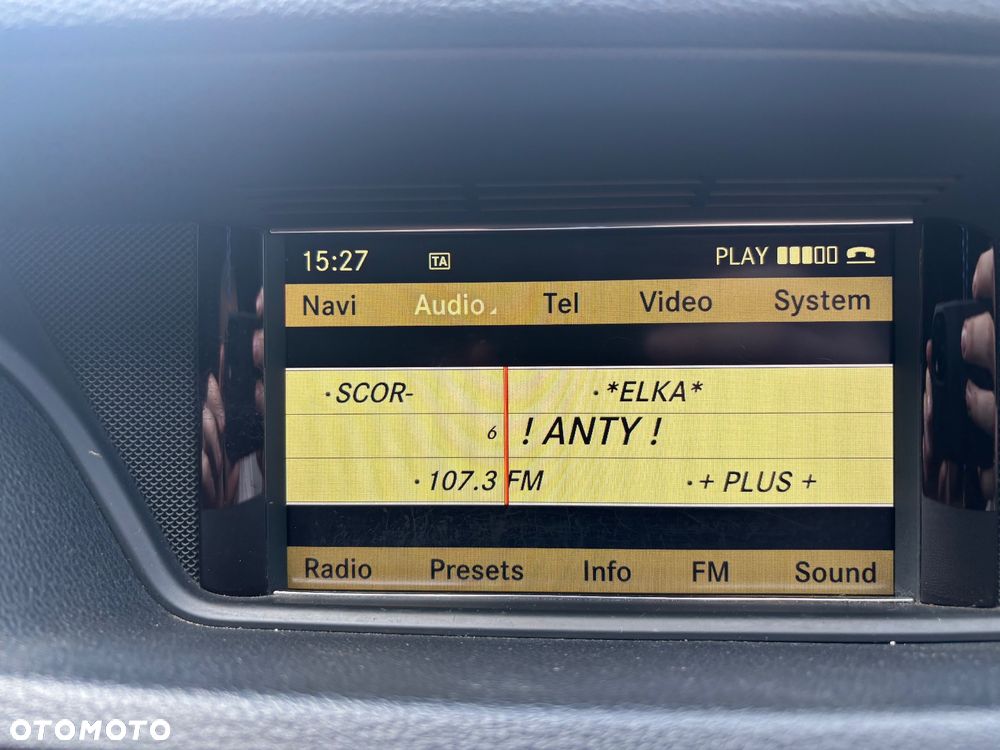 15:27 TA PLAY
Navi Audio Tel Video System
·SCOR- ·*ELKA*
6 ! ANTY !
·107.3 FM ·+ PLUS +
Radio Presets Info FM Sound
OTOMOTO